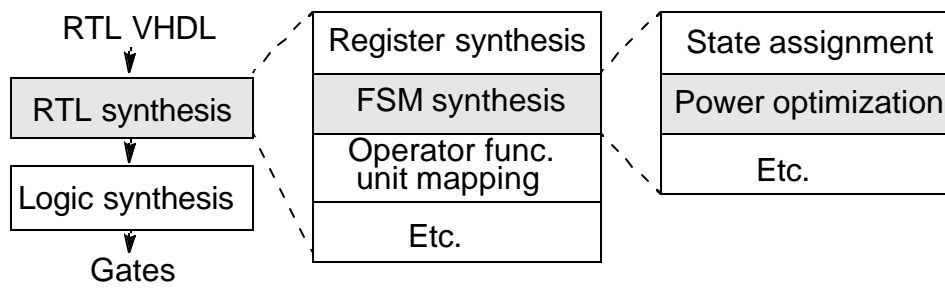 RTL VHDL
RTL synthesis
Logic synthesis
Gates
Register synthesis
FSM synthesis
Operator func.
unit mapping
Etc.
State assignment
Power optimization
Etc.